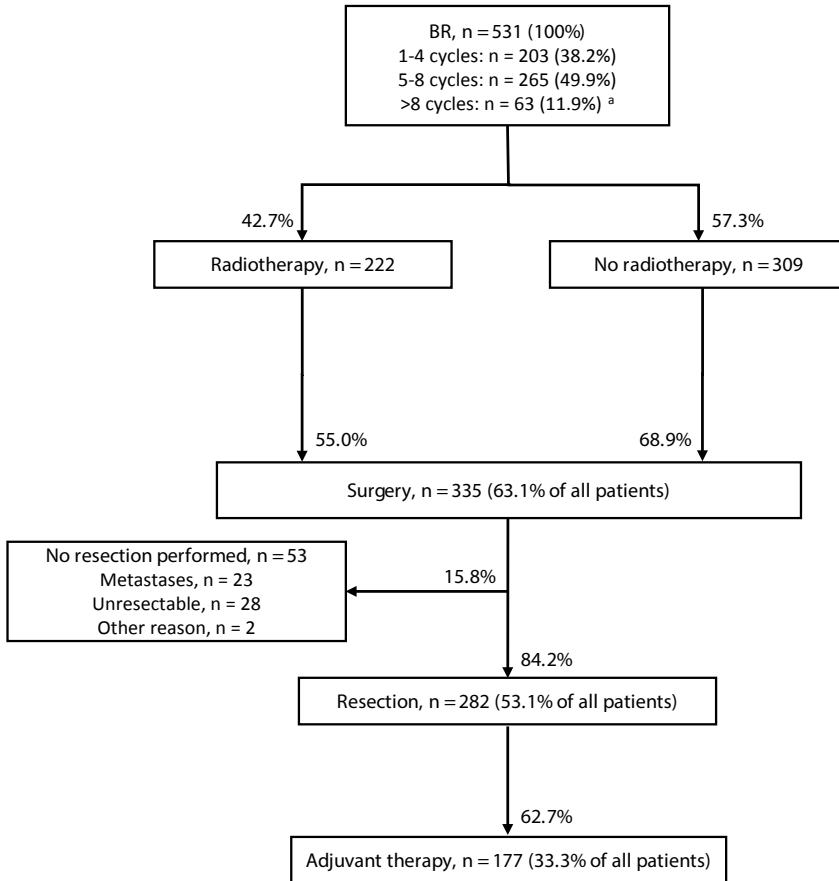 BR, n = 531 (100%)
1-4 cycles: n = 203 (38.2%)
5-8 cycles: n = 265 (49.9%)
>8 cycles: n = 63 (11.9%) ᵃ
42.7%
57.3%
Radiotherapy, n = 222
No radiotherapy, n = 309
55.0%
68.9%
Surgery, n = 335 (63.1% of all patients)
No resection performed, n = 53
Metastases, n = 23
Unresectable, n = 28
Other reason, n = 2
15.8%
84.2%
Resection, n = 282 (53.1% of all patients)
62.7%
Adjuvant therapy, n = 177 (33.3% of all patients)